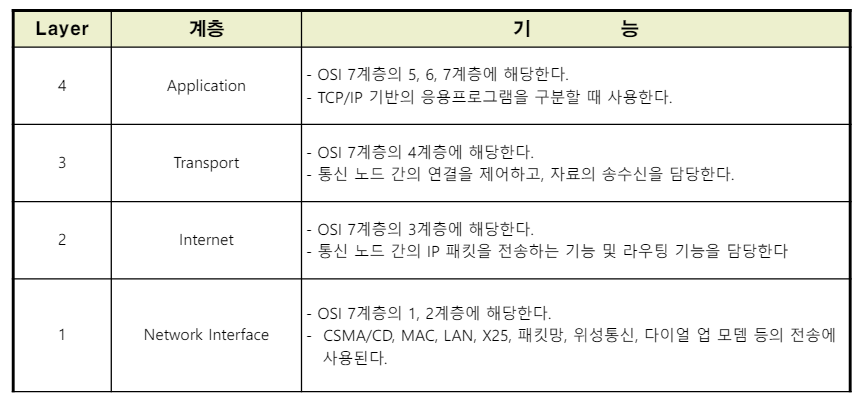 Layer 계층 기 능
4 Application
- OSI 7계층의 5, 6, 7계층에 해당한다.
- TCP/IP 기반의 응용프로그램을 구분할 때 사용한다.
3 Transport
- OSI 7계층의 4계층에 해당한다.
- 통신 노드 간의 연결을 제어하고, 자료의 송수신을 담당한다.
2 Internet
- OSI 7계층의 3계층에 해당한다.
- 통신 노드 간의 IP 패킷을 전송하는 기능 및 라우팅 기능을 담당한다
1 Network Interface
- OSI 7계층의 1, 2계층에 해당한다.
- CSMA/CD, MAC, LAN, X25, 패킷망, 위성통신, 다이얼 업 모뎀 등의 전송에
사용된다.